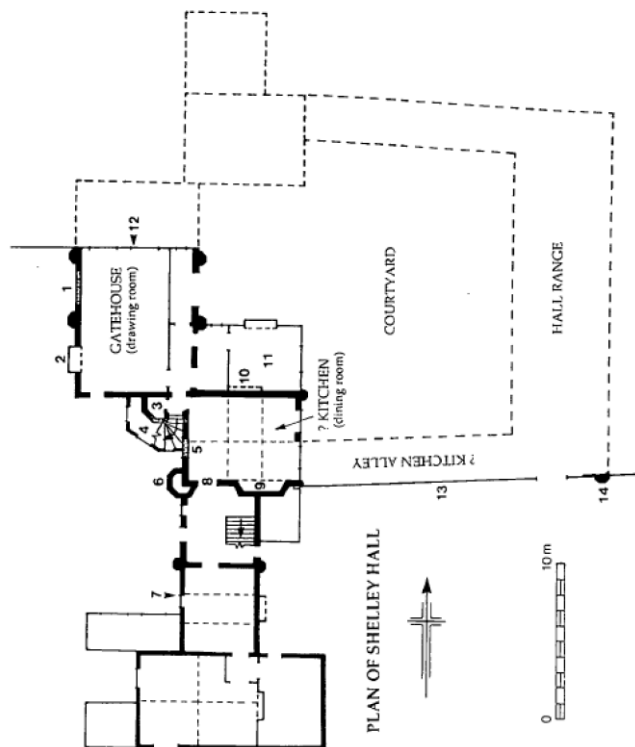 1
2
GATEHOUSE
(drawing room)
12
3
4
5
6
7
8
9
10
11
? KITCHEN
(dining room)
COURTYARD
HALL RANGE
? KITCHEN ALLEY
13
14
PLAN OF SHELLEY HALL
0
10 m